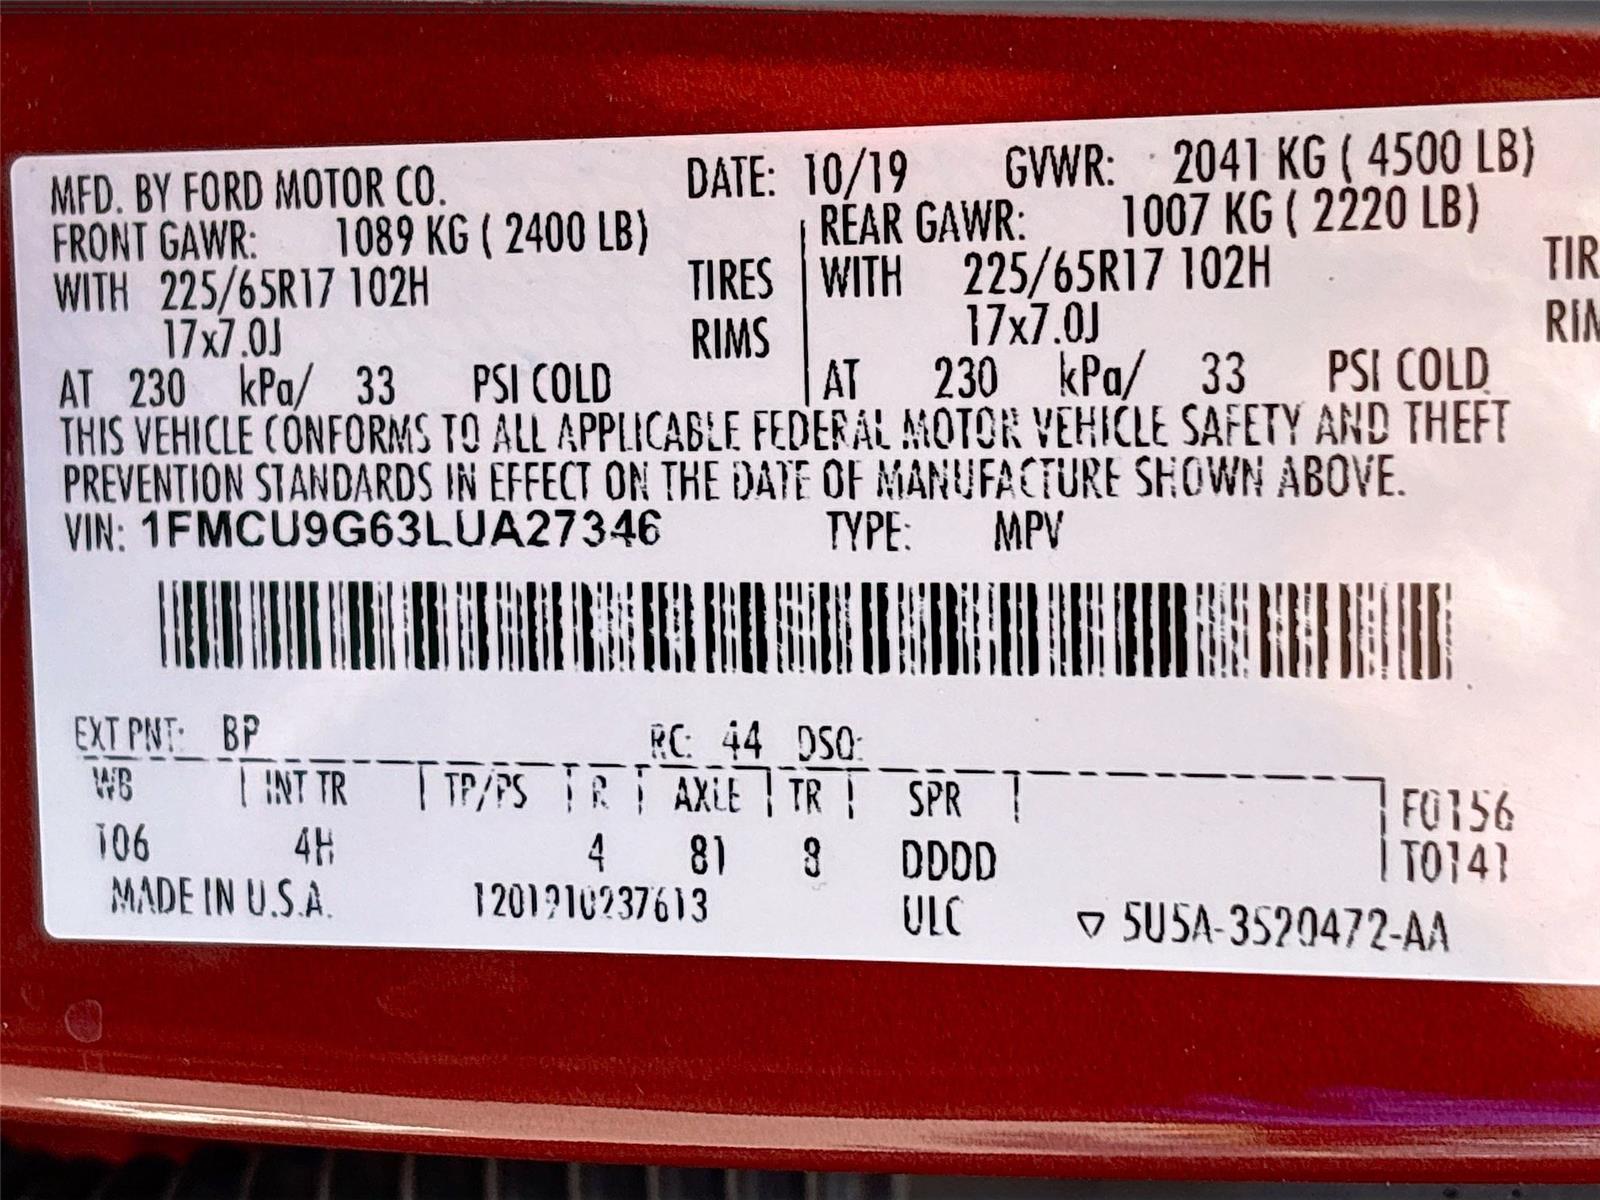 MFD. BY FORD MOTOR CO. DATE: 10/19 GVWR: 2041 KG ( 4500 LB)
FRONT GAWR: 1089 KG ( 2400 LB) REAR GAWR: 1007 KG ( 2220 LB)
WITH 225/65R17 102H TIRES WITH 225/65R17 102H TIR
17x7.0J RIMS 17x7.0J RIM
AT 230 kPa/ 33 PSI COLD AT 230 kPa/ 33 PSI COLD
THIS VEHICLE CONFORMS TO ALL APPLICABLE FEDERAL MOTOR VEHICLE SAFETY AND THEFT
PREVENTION STANDARDS IN EFFECT ON THE DATE OF MANUFACTURE SHOWN ABOVE.
VIN: 1FMCU9G63LUA27346 TYPE: MPV
EXT PNT: BP RC: 44 DSO:
WB INT TR TP/PS R AXLE TR SPR F0156
106 4H 4 81 8 DDDD T0141
MADE IN U.S.A. 1201910237613 ULC ▽ 5U5A-3520472-AA